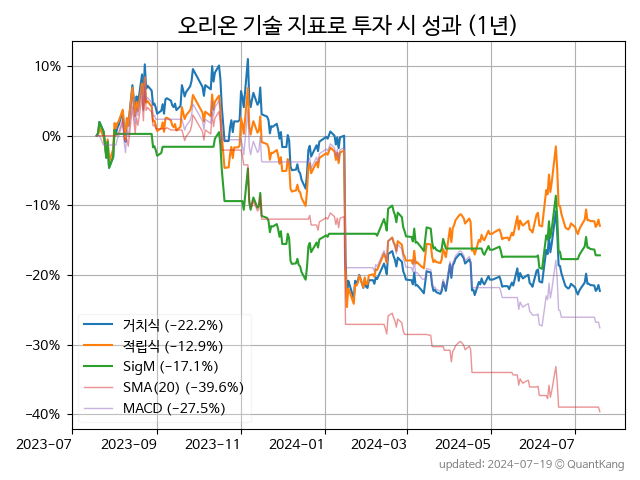 오리온 기술 지표로 투자 시 성과 (1년)
10%
0%
−10%
−20%
−30%
−40%
거치식 (−22.2%)
적립식 (−12.9%)
SigM (−17.1%)
SMA(20) (−39.6%)
MACD (−27.5%)
2023−07
2023−09
2023−11
2024−01
2024−03
2024−05
2024−07
updated: 2024−07−19 © QuantKang